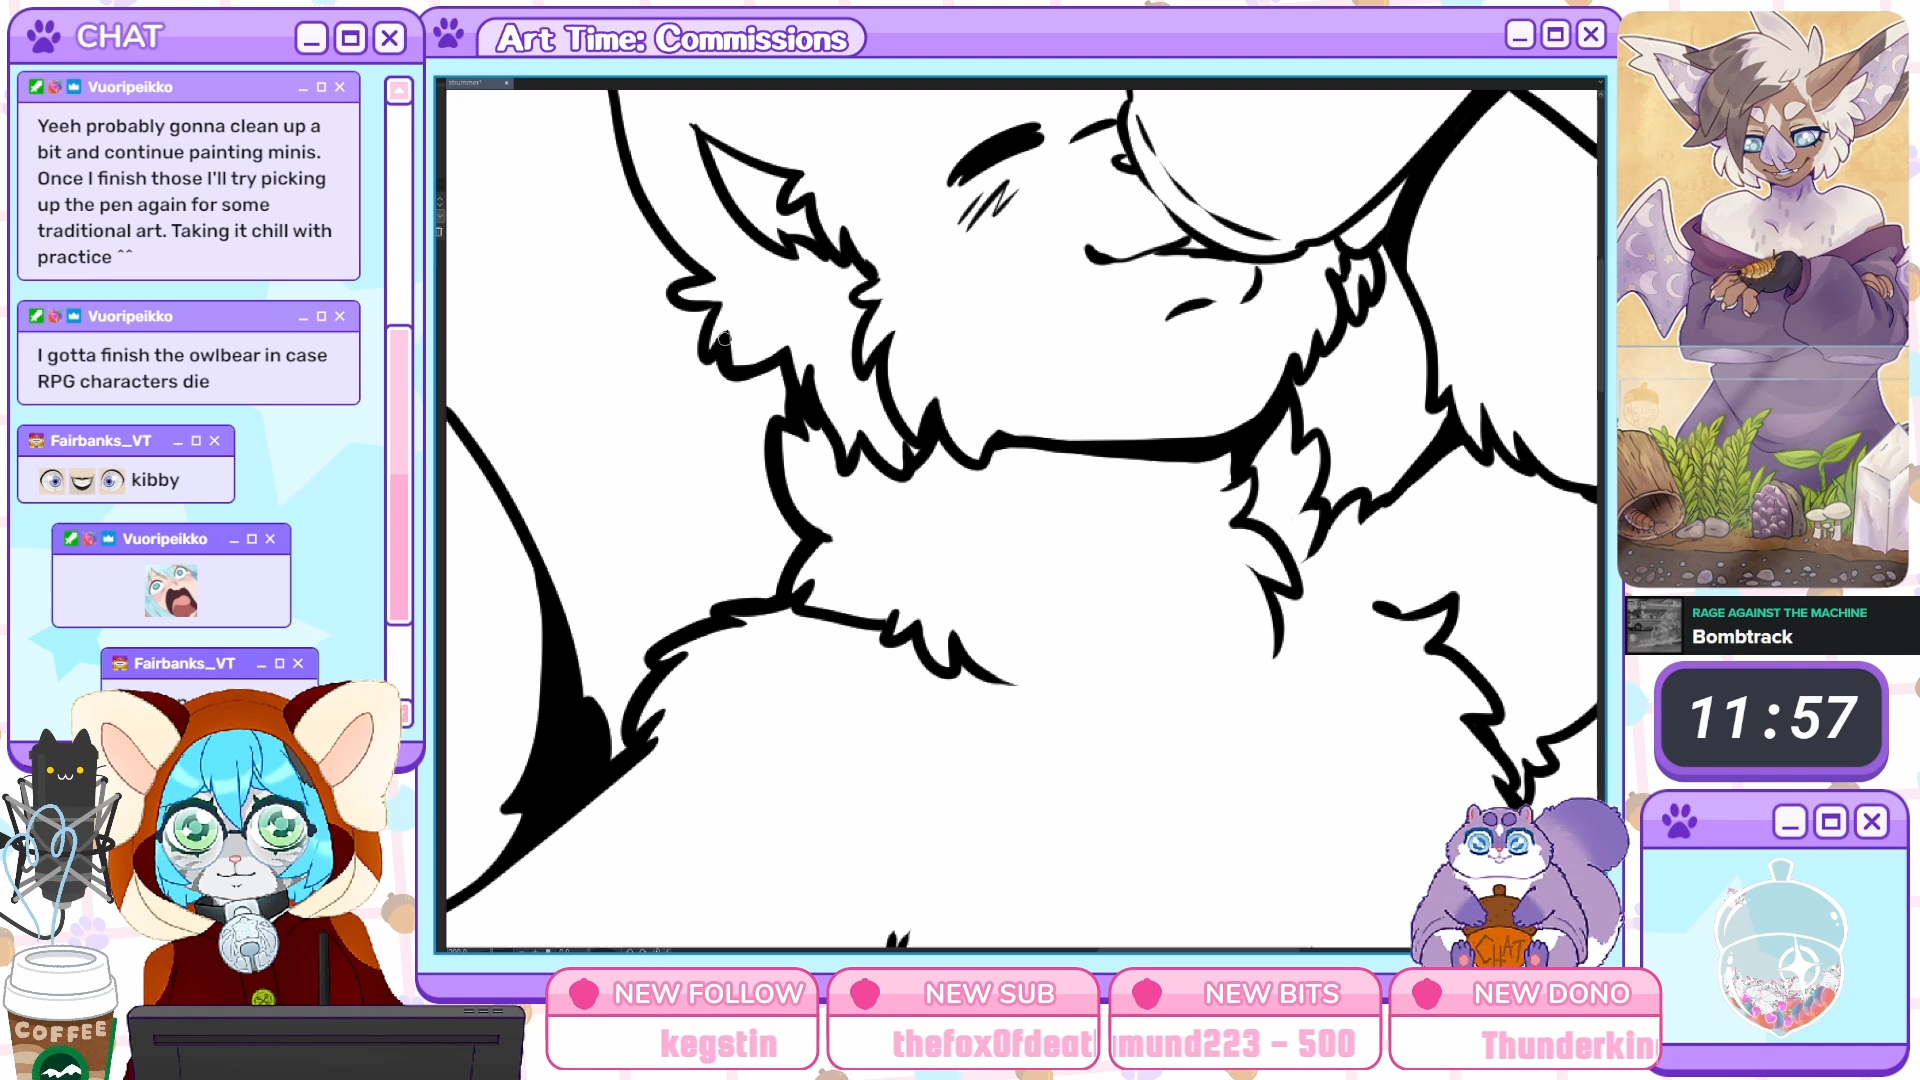 CHAT
Art Time: Commissions
strummer*
Vuoripeikko
Yeeh probably gonna clean up a
bit and continue painting minis.
Once I finish those I'll try picking
up the pen again for some
traditional art. Taking it chill with
practice ^^
Vuoripeikko
I gotta finish the owlbear in case
RPG characters die
Fairbanks_VT
kibby
Vuoripeikko
Fairbanks_VT
RAGE AGAINST THE MACHINE
Bombtrack
11:57
CHAT
COFFEE
NEW FOLLOW
kegstin
NEW SUB
thefox0fdeat
NEW BITS
mund223 - 500
NEW DONO
Thunderkin